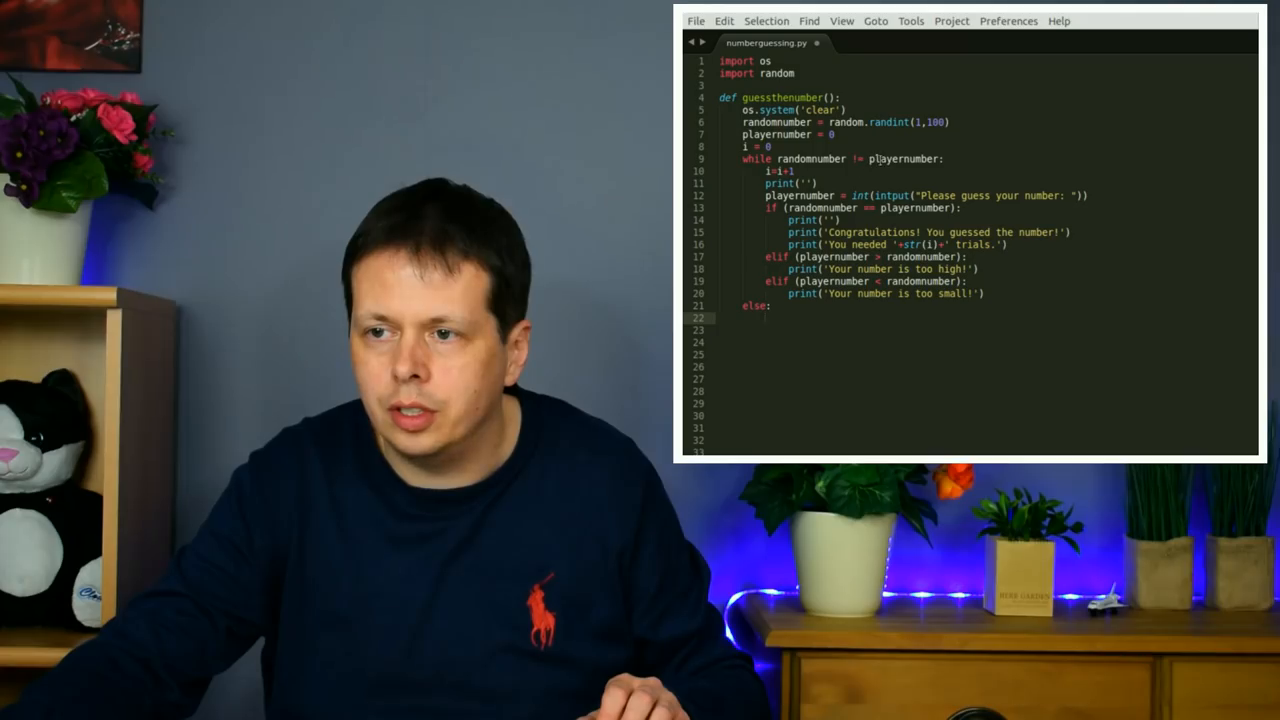 File Edit Selection Find View Goto Tools Project Preferences Help
numberguessing.py
1 import os
2 import random
3
4 def guessthenumber():
5 os.system('clear')
6 randomnumber = random.randint(1,100)
7 playernumber = 0
8 i = 0
9 while randomnumber != playernumber:
10 i=i+1
11 print('')
12 playernumber = int(intput("Please guess your number: "))
13 if (randomnumber == playernumber):
14 print('')
15 print('Congratulations! You guessed the number!')
16 print('You needed '+str(i)+' trials.')
17 elif (playernumber > randomnumber):
18 print('Your number is too high!')
19 elif (playernumber < randomnumber):
20 print('Your number is too small!')
21 else:
22
23
24
25
26
27
28
29
30
31
32
33
HERB GARDEN